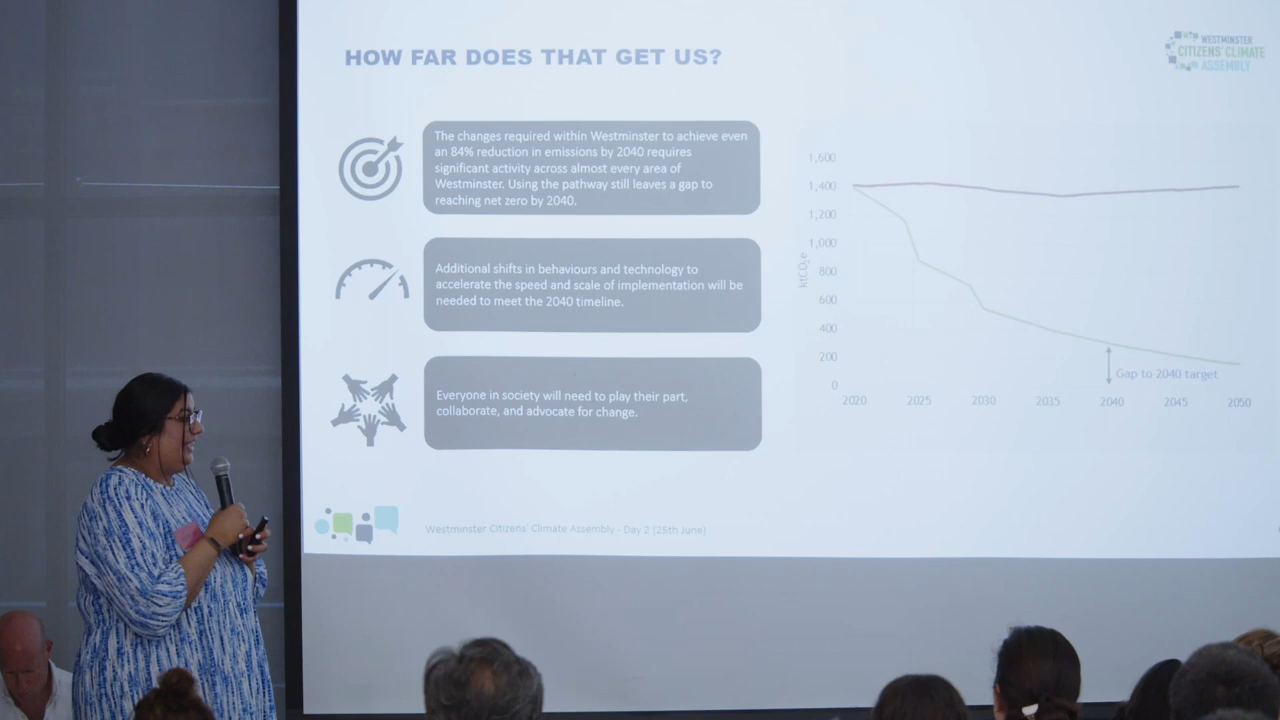 HOW FAR DOES THAT GET US?
WESTMINSTER
CITIZENS' CLIMATE
ASSEMBLY
The changes required within Westminster to achieve even
an 84% reduction in emissions by 2040 requires
significant activity across almost every area of
Westminster. Using the pathway still leaves a gap to
reaching net zero by 2040.
Additional shifts in behaviours and technology to
accelerate the speed and scale of implementation will be
needed to meet the 2040 timeline.
Everyone in society will need to play their part,
collaborate, and advocate for change.
ktCO₂e
1,600
1,400
1,200
1,000
800
600
400
200
0
Gap to 2040 target
2020 2025 2030 2035 2040 2045 2050
Westminster Citizens' Climate Assembly - Day 2 (25th June)